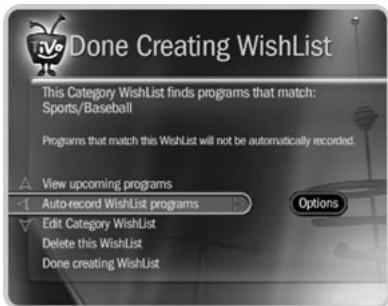 TiVo Done Creating WishList
This Category WishList finds programs that match:
Sports/Baseball
Programs that match this WishList will not be automatically recorded.
View upcoming programs
Auto-record WishList programs Options
Edit Category WishList
Delete this WishList
Done creating WishList